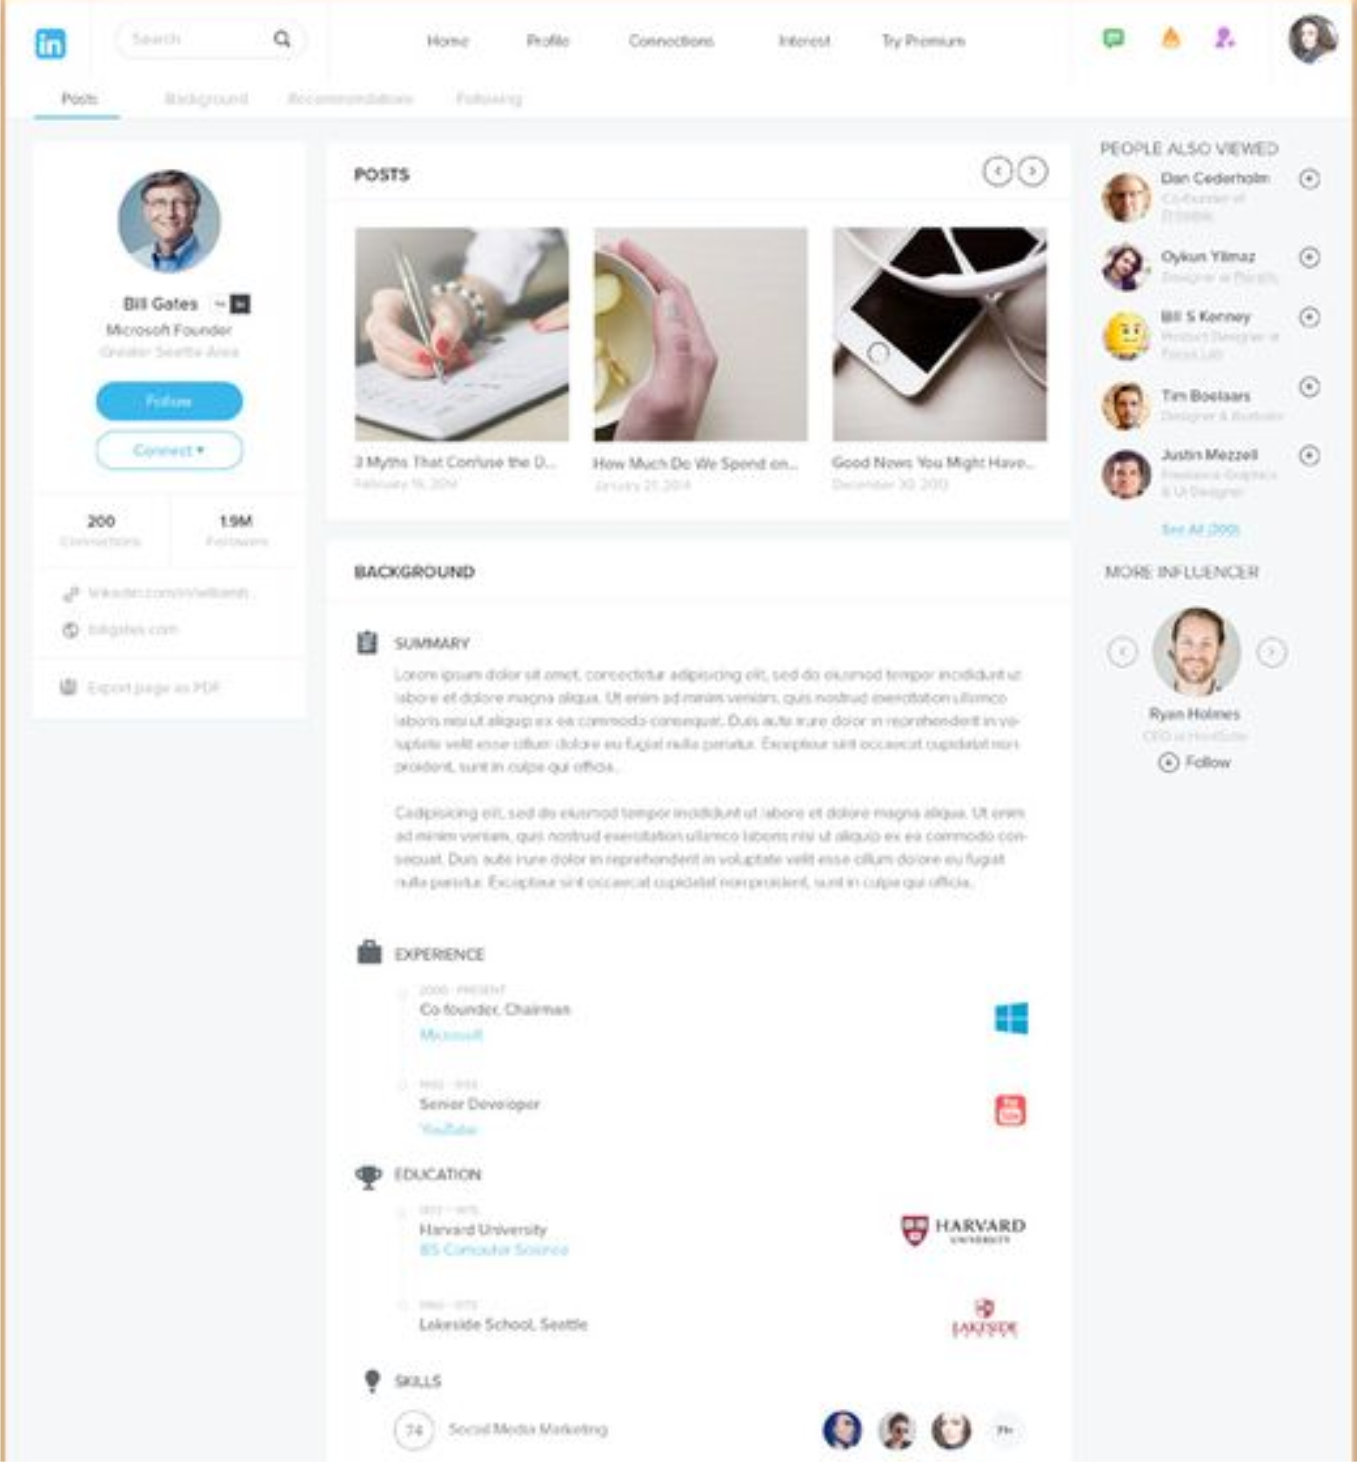 in
Search
Home Profile Connections Interest Try Premium
Posts Background Recommendations Following
Bill Gates
Microsoft Founder
Greater Seattle Area
Follow
Connect
200 1.9M
Connections Followers
billgates.com
Export page as PDF
POSTS
3 Myths That Confuse the D...
February 18, 2014
How Much Do We Spend on...
January 21, 2014
Good News You Might Have...
December 30, 2013
BACKGROUND
SUMMARY
Lorem ipsum dolor sit amet, consectetur adipisicing elit, sed do eiusmod tempor incididunt ut
labore et dolore magna aliqua. Ut enim ad minim veniam, quis nostrud exercitation ullamco
laboris nisi ut aliquip ex ea commodo consequat. Duis aute irure dolor in reprehenderit in vo-
luptate velit esse cillum dolore eu fugiat nulla pariatur. Excepteur sint occaecat cupidatat non
proident, sunt in culpa qui officia.
Cadipisicing elit, sed do eiusmod tempor incididunt ut labore et dolore magna aliqua. Ut enim
ad minim veniam, quis nostrud exercitation ullamco laboris nisi ut aliquip ex ea commodo con-
sequat. Duis aute irure dolor in reprehenderit in voluptate velit esse cillum dolore eu fugiat
nulla pariatur. Excepteur sint occaecat cupidatat non proident, sunt in culpa qui officia.
EXPERIENCE
2000 - PRESENT
Co-founder, Chairman
Microsoft
Senior Developer
YouTube
You
Tube
EDUCATION
1973 - 1975
Harvard University
BS Computer Science
HARVARD
UNIVERSITY
Lakeside School, Seattle
LAKESIDE
SKILLS
74 Social Media Marketing
71+
PEOPLE ALSO VIEWED
Dan Cederholm
Co-founder of
Dribbble
Oykun Yilmaz
Designer at
Bill S Kenney
Product Designer at
Focus Lab
Tim Boelaars
Designer & Illustrator
Justin Mezzell
Freelance Graphics
& UI Designer
See All (200)
MORE INFLUENCER
Ryan Holmes
CEO at HootSuite
Follow